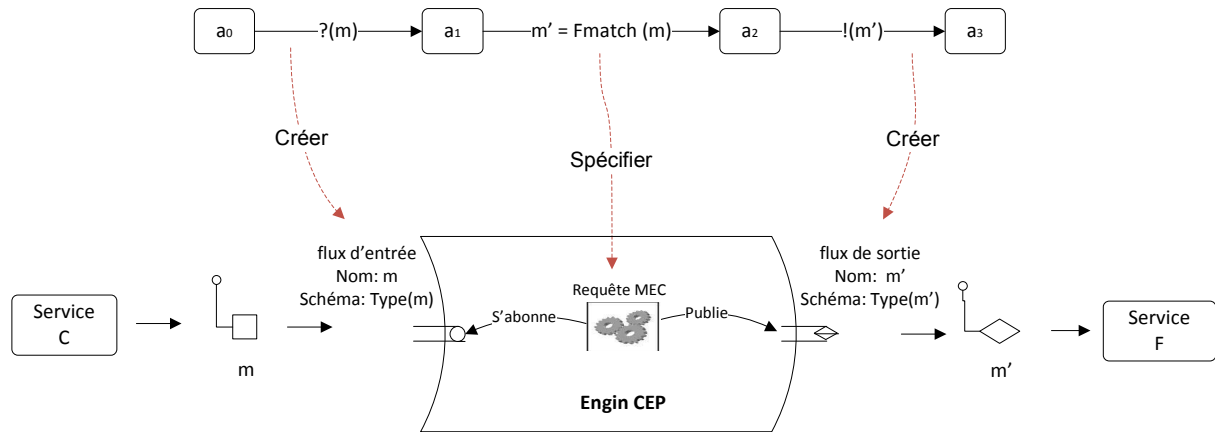 a0 ?(m) a1 m’ = Fmatch (m) a2 !(m’) a3
Créer
Spécifier
Créer
flux d’entrée
Nom: m
Schéma: Type(m)
flux de sortie
Nom: m’
Schéma: Type(m’)
Requête MEC
S’abonne
Publie
Service
C
m
Engin CEP
m’
Service
F